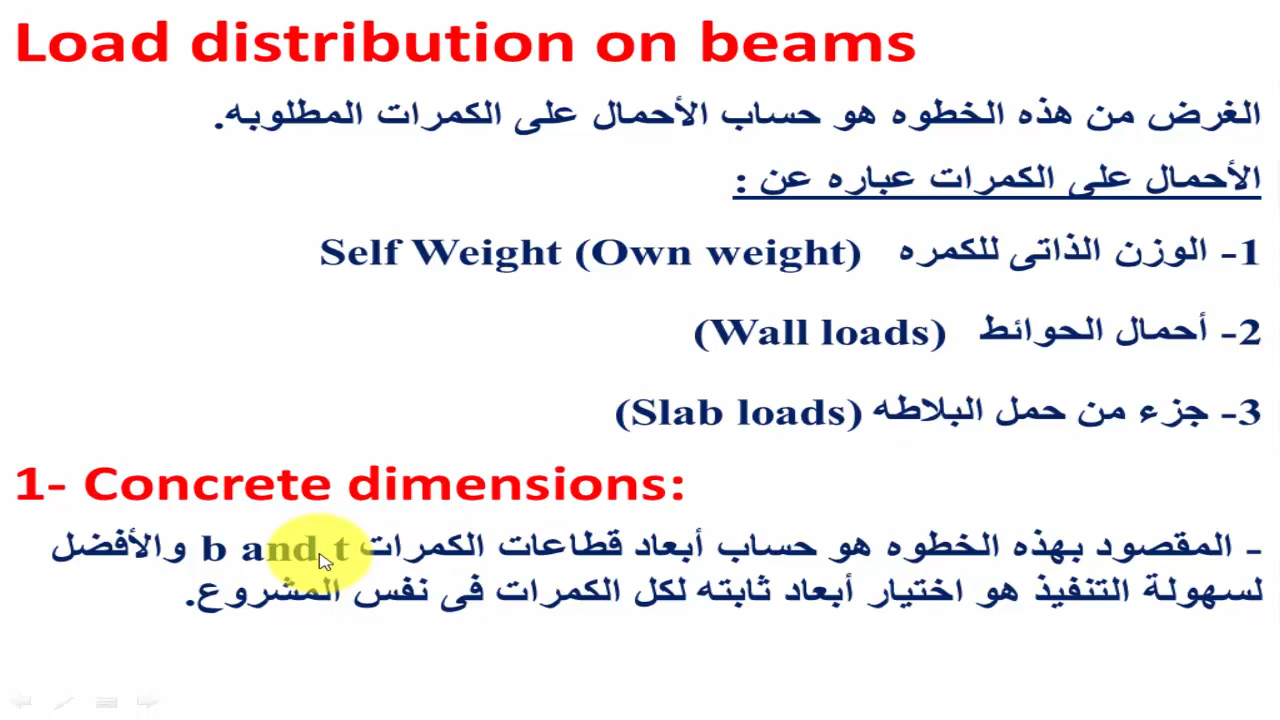 Load distribution on beams
الغرض من هذه الخطوه هو حساب الأحمال على الكمرات المطلوبه.
الأحمال على الكمرات عباره عن :
1- الوزن الذاتى للكمره Self Weight (Own weight)
2- أحمال الحوائط (Wall loads)
3- جزء من حمل البلاطه (Slab loads)
1- Concrete dimensions:
- المقصود بهذه الخطوه هو حساب أبعاد قطاعات الكمرات b and t والأفضل
لسهولة التنفيذ هو اختيار أبعاد ثابته لكل الكمرات فى نفس المشروع.